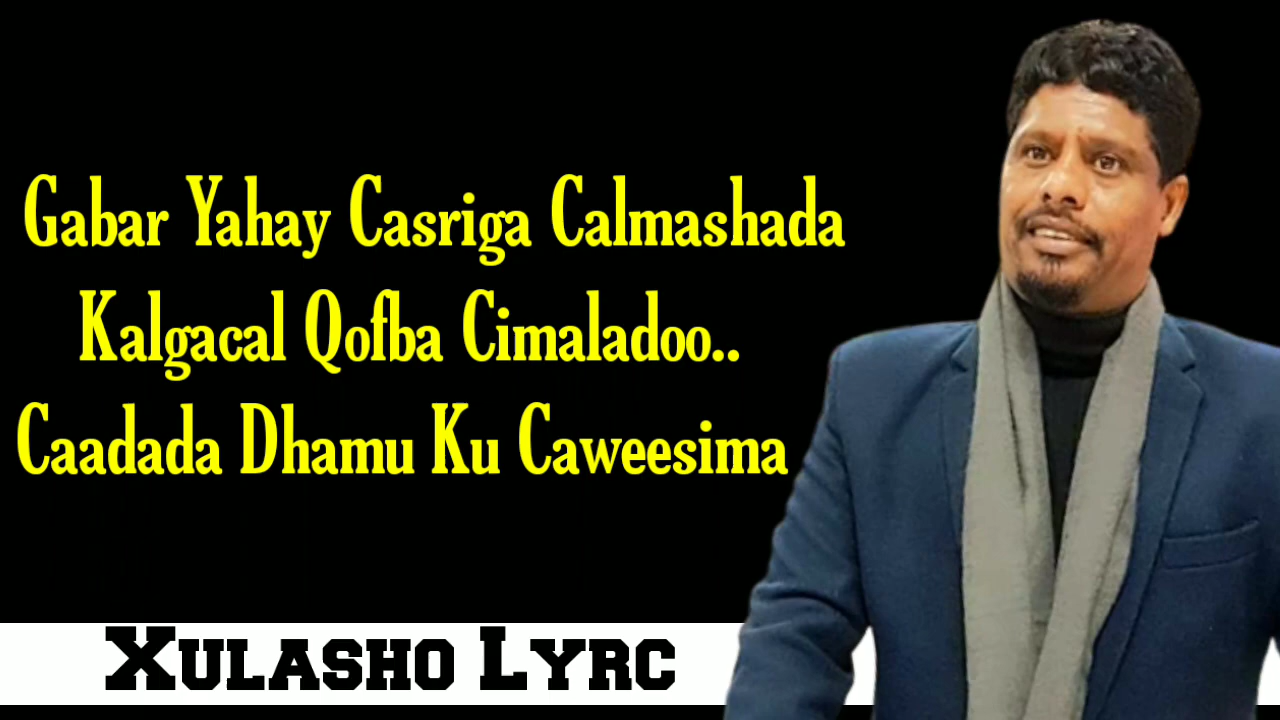 Gabar Yahay Casriga Calmashada
Kalgacal Qofba Cimaladoo..
Caadada Dhamu Ku Caweesima
Xulasho Lyrc